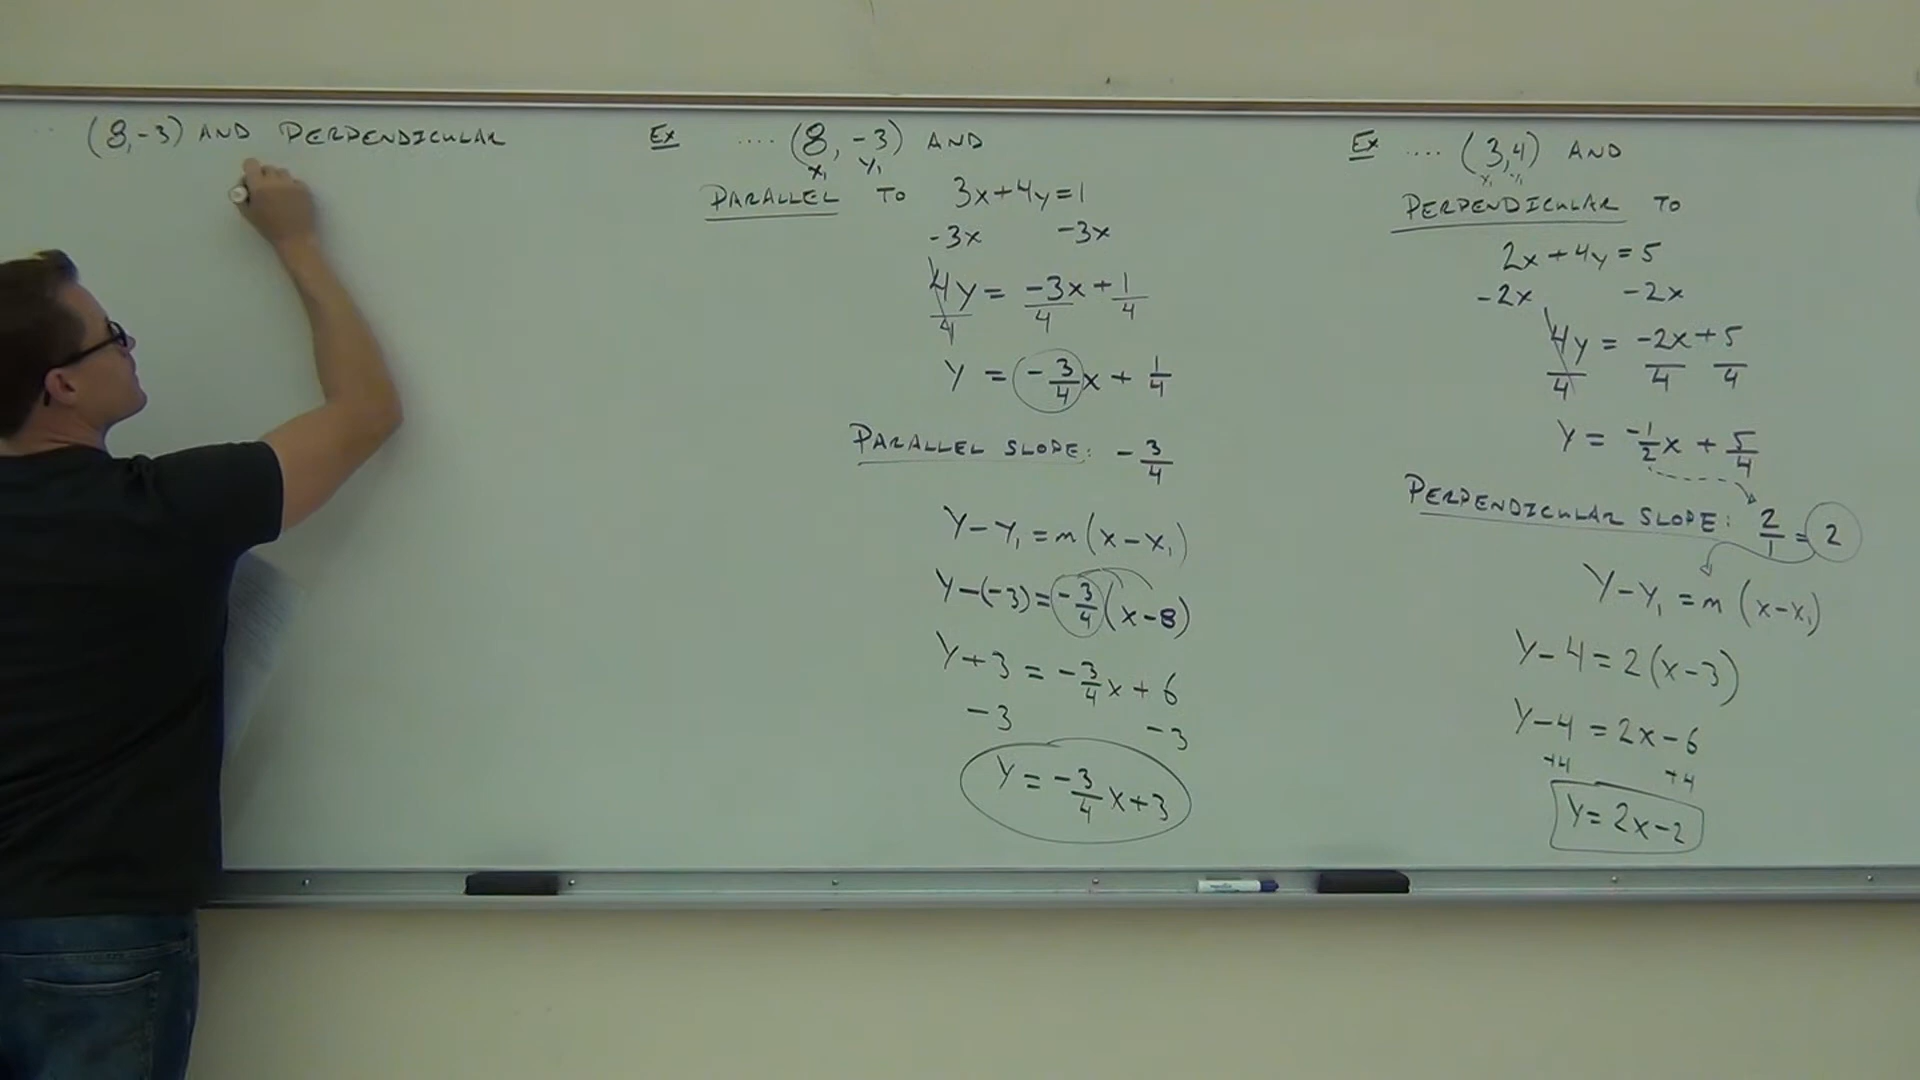 .. (8,-3) AND PERPENDICULAR
Ex .... (8, -3) AND
x₁ y₁
PARALLEL TO 3x+4y=1
-3x -3x
4y = -3x + 1
4 4 4
y = -3/4 x + 1/4
PARALLEL SLOPE: -3/4
y-y₁ = m(x-x₁)
y-(-3) = -3/4(x-8)
y+3 = -3/4 x + 6
-3 -3
y = -3/4 x + 3
Ex .... (3,4) AND
x₁ y₁
PERPENDICULAR TO
2x+4y=5
-2x -2x
4y = -2x + 5
4 4 4
y = -1/2 x + 5/4
PERPENDICULAR SLOPE: 2/1 = 2
y-y₁ = m(x-x₁)
y-4 = 2(x-3)
y-4 = 2x-6
+4 +4
y = 2x-2